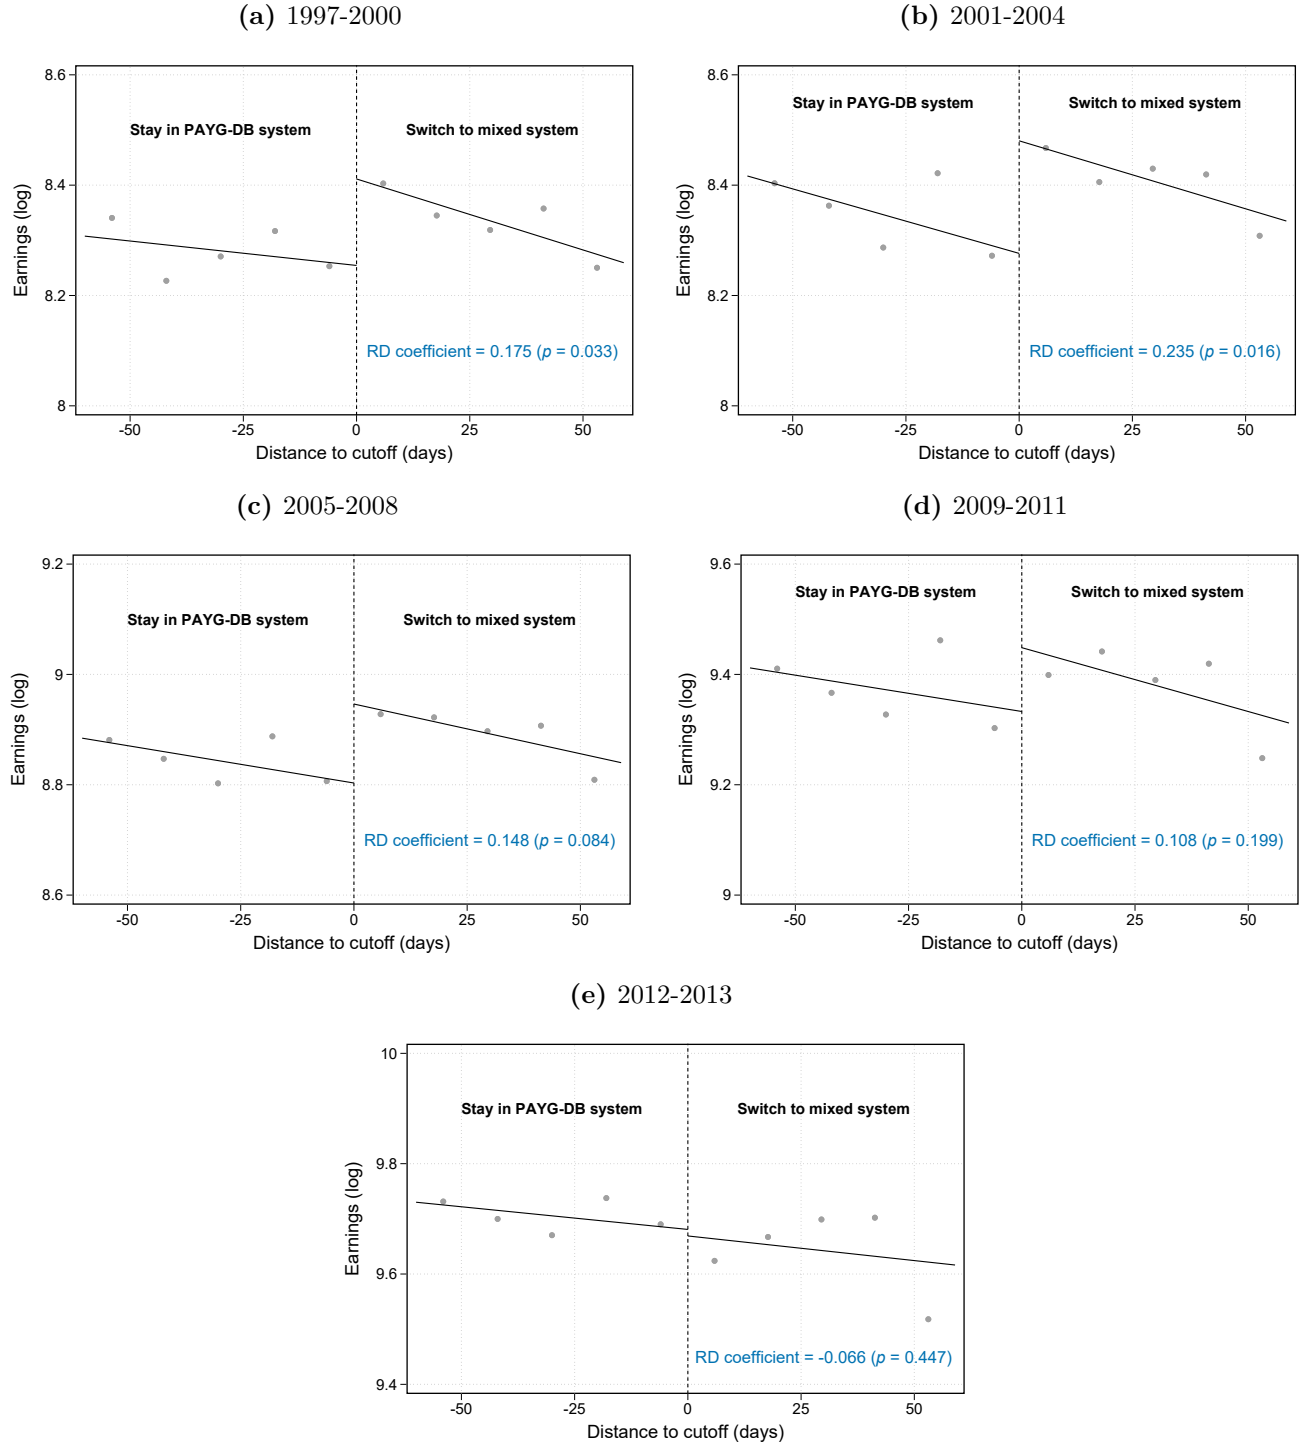 (a) 1997-2000
8.6
8.4
8.2
8
Earnings (log)
Stay in PAYG-DB system
Switch to mixed system
RD coefficient = 0.175 (p = 0.033)
-50
-25
0
25
50
Distance to cutoff (days)
(b) 2001-2004
8.6
8.4
8.2
8
Earnings (log)
Stay in PAYG-DB system
Switch to mixed system
RD coefficient = 0.235 (p = 0.016)
-50
-25
0
25
50
Distance to cutoff (days)
(c) 2005-2008
9.2
9
8.8
8.6
Earnings (log)
Stay in PAYG-DB system
Switch to mixed system
RD coefficient = 0.148 (p = 0.084)
-50
-25
0
25
50
Distance to cutoff (days)
(d) 2009-2011
9.6
9.4
9.2
9
Earnings (log)
Stay in PAYG-DB system
Switch to mixed system
RD coefficient = 0.108 (p = 0.199)
-50
-25
0
25
50
Distance to cutoff (days)
(e) 2012-2013
10
9.8
9.6
9.4
Earnings (log)
Stay in PAYG-DB system
Switch to mixed system
RD coefficient = -0.066 (p = 0.447)
-50
-25
0
25
50
Distance to cutoff (days)